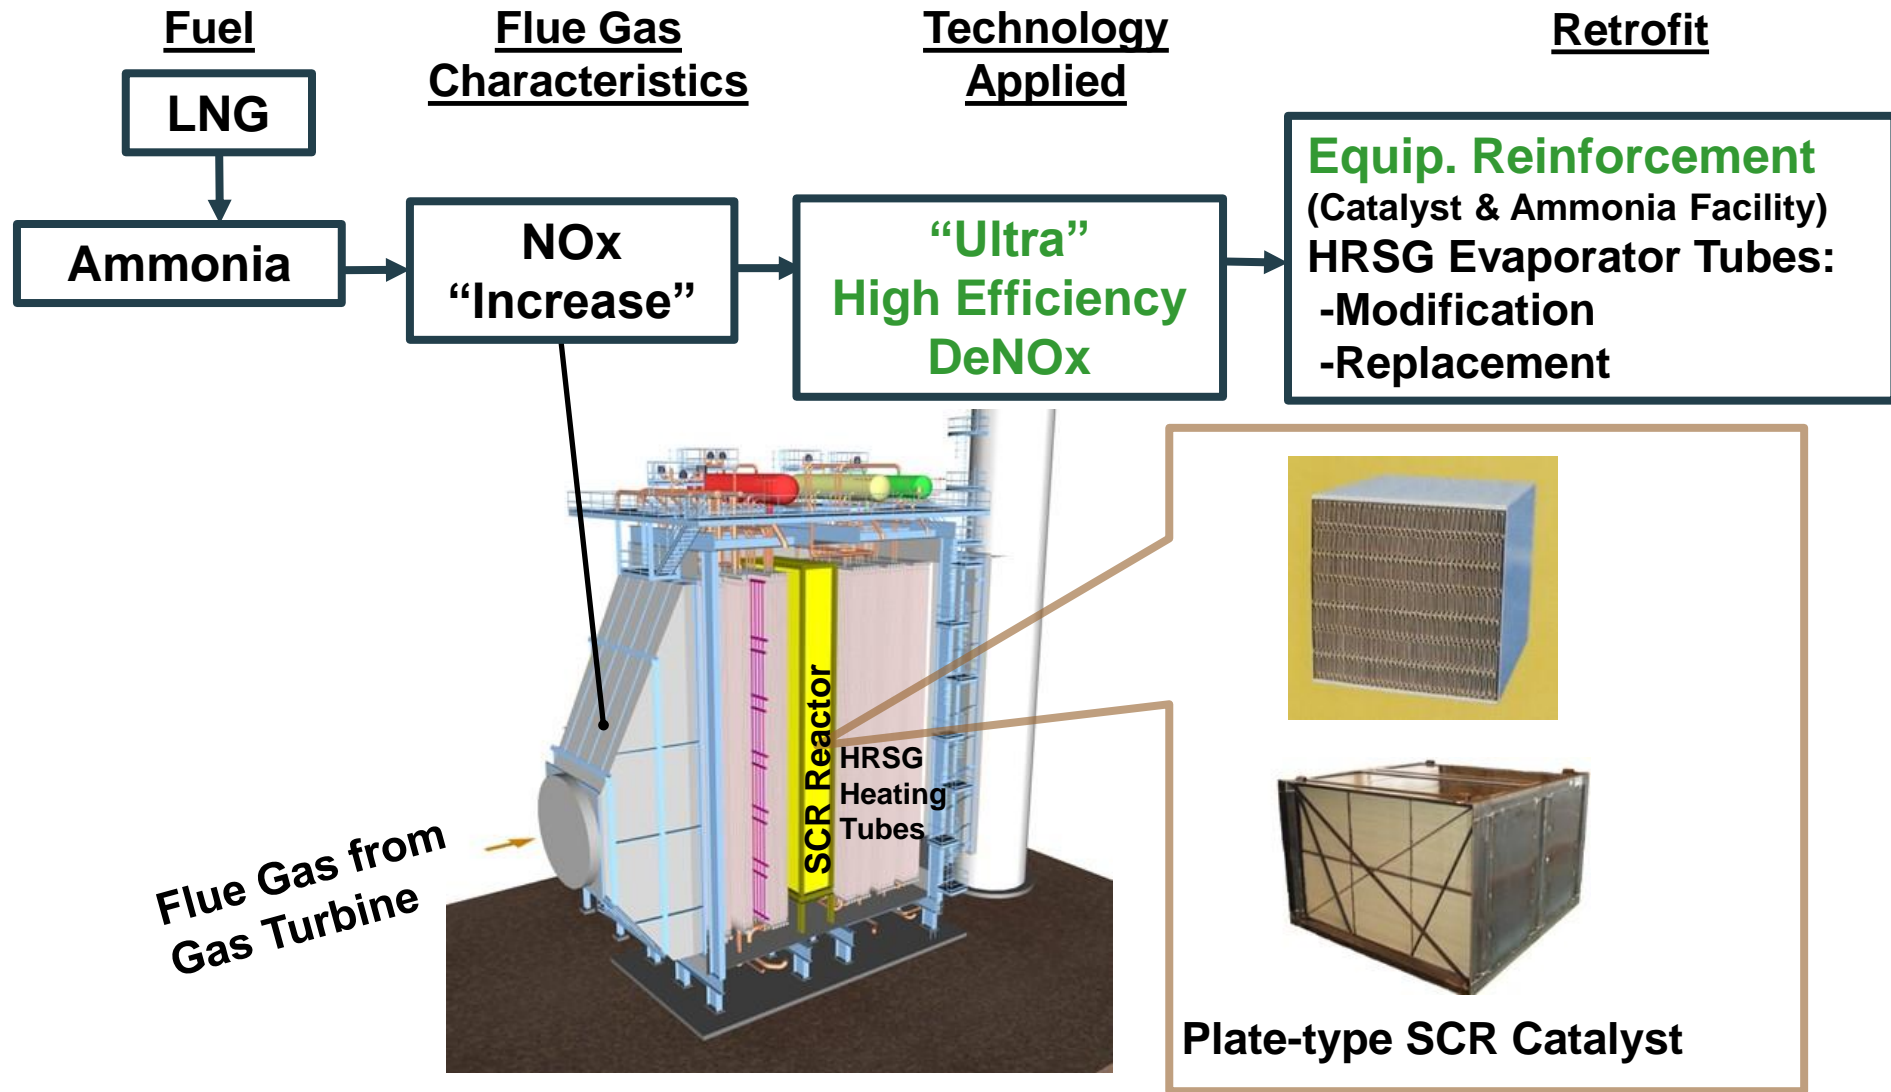 Fuel
Flue Gas
Characteristics
Technology
Applied
Retrofit
LNG
Ammonia
NOx
“Increase”
“Ultra”
High Efficiency
DeNOx
Equip. Reinforcement
(Catalyst & Ammonia Facility)
HRSG Evaporator Tubes:
-Modification
-Replacement
SCR Reactor
HRSG
Heating
Tubes
Flue Gas from
Gas Turbine
Plate-type SCR Catalyst